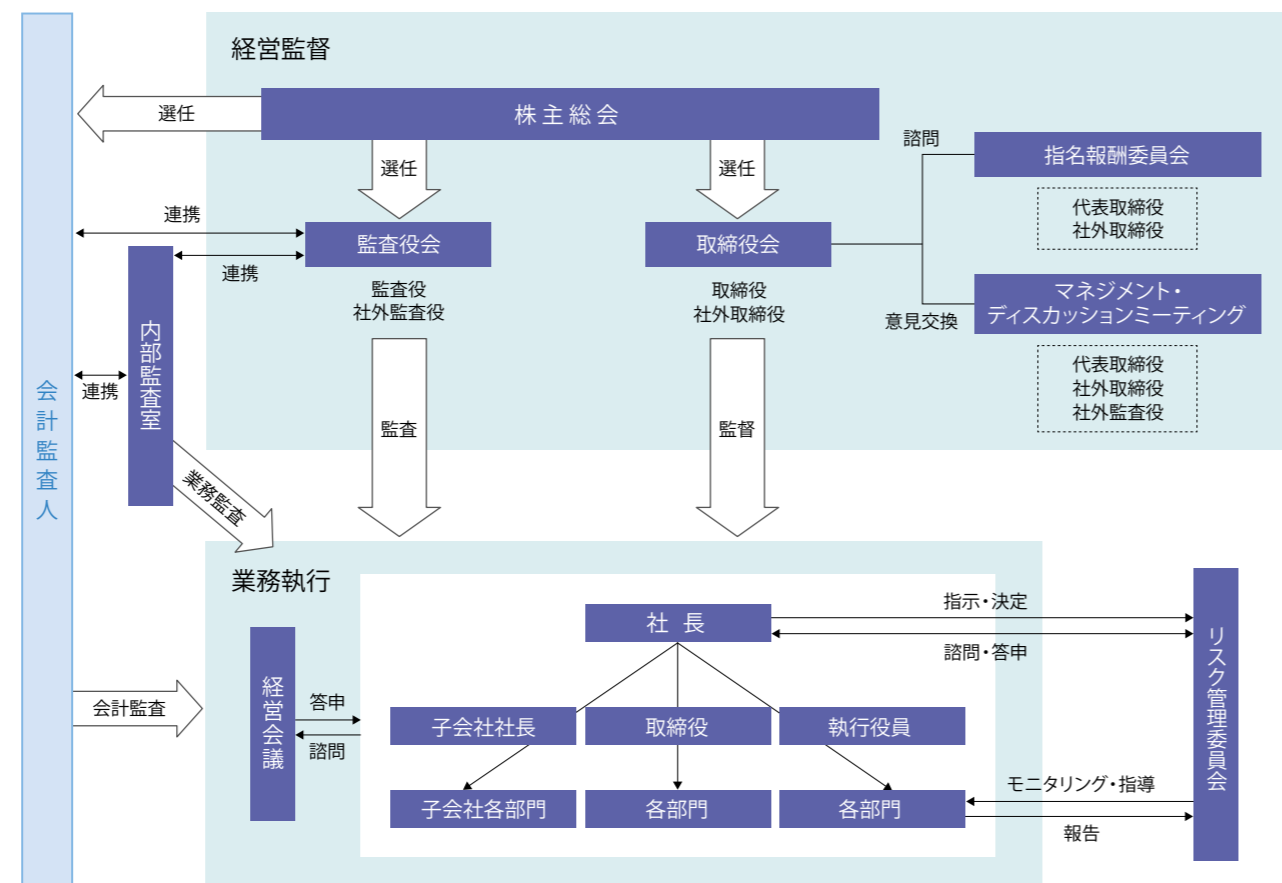 経営監督
株主総会
選任
選任
選任
諮問
指名報酬委員会
代表取締役
社外取締役
連携
監査役会
取締役会
連携
監査役
社外監査役
取締役
社外取締役
意見交換
マネジメント・
ディスカッションミーティング
代表取締役
社外取締役
社外監査役
内部監査室
連携
会計監査人
監査
監督
業務監査
業務執行
社長
指示・決定
諮問・答申
リスク管理委員会
経営会議
答申
諮問
会計監査
子会社社長
取締役
執行役員
子会社各部門
各部門
各部門
モニタリング・指導
報告